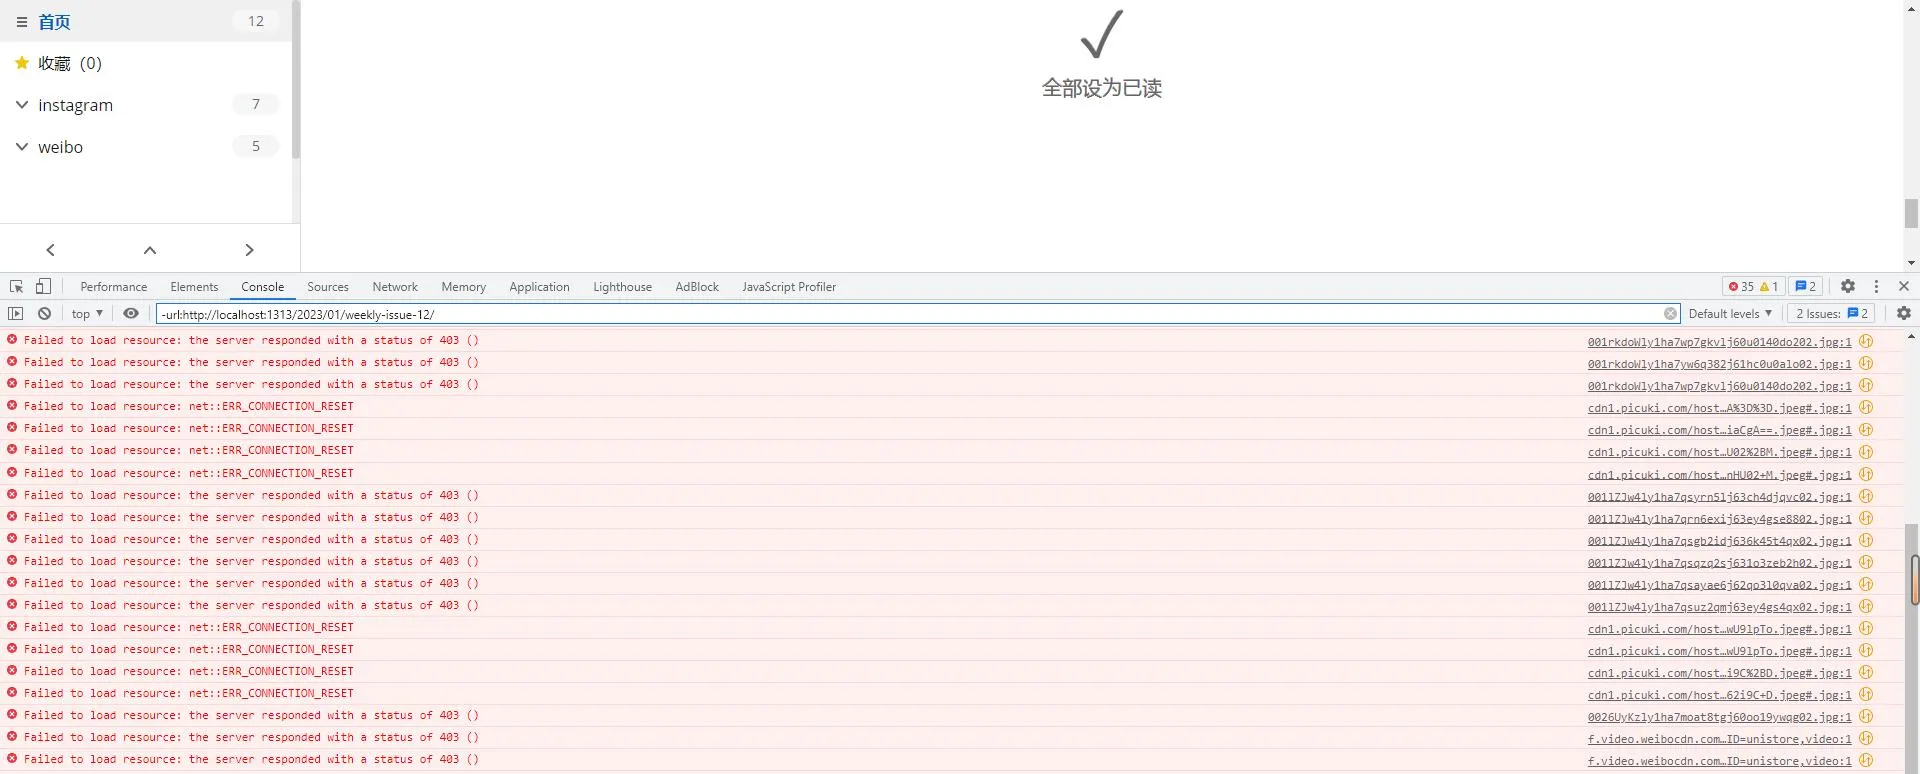 首页 12
收藏 (0)
instagram 7
weibo 5
全部设为已读
Performance Elements Console Sources Network Memory Application Lighthouse AdBlock JavaScript Profiler 35 1 2
top -url:http://localhost:1313/2023/01/weekly-issue-12/ Default levels 2 Issues: 2
Failed to load resource: the server responded with a status of 403 () 001rkdoWly1ha7wp7gkvlj60u0140do202.jpg:1
Failed to load resource: the server responded with a status of 403 () 001rkdoWly1ha7yw6q382j61hc0u0alo02.jpg:1
Failed to load resource: the server responded with a status of 403 () 001rkdoWly1ha7wp7gkvlj60u0140do202.jpg:1
Failed to load resource: net::ERR_CONNECTION_RESET cdn1.picuki.com/host…A%3D%3D.jpeg#.jpg:1
Failed to load resource: net::ERR_CONNECTION_RESET cdn1.picuki.com/host…iaCgA==.jpeg#.jpg:1
Failed to load resource: net::ERR_CONNECTION_RESET cdn1.picuki.com/host…U02%2BM.jpeg#.jpg:1
Failed to load resource: net::ERR_CONNECTION_RESET cdn1.picuki.com/host…nHU02+M.jpeg#.jpg:1
Failed to load resource: the server responded with a status of 403 () 001lZJw4ly1ha7qsyrn5lj63ch4djqvc02.jpg:1
Failed to load resource: the server responded with a status of 403 () 001lZJw4ly1ha7qrn6exij63ey4gse8802.jpg:1
Failed to load resource: the server responded with a status of 403 () 001lZJw4ly1ha7qsgb2idj636k45t4qx02.jpg:1
Failed to load resource: the server responded with a status of 403 () 001lZJw4ly1ha7qsqzq2sj631o3zeb2h02.jpg:1
Failed to load resource: the server responded with a status of 403 () 001lZJw4ly1ha7qsayae6j62qo3l0qva02.jpg:1
Failed to load resource: the server responded with a status of 403 () 001lZJw4ly1ha7qsuz2qmj63ey4gs4qx02.jpg:1
Failed to load resource: net::ERR_CONNECTION_RESET cdn1.picuki.com/host…wU9lpTo.jpeg#.jpg:1
Failed to load resource: net::ERR_CONNECTION_RESET cdn1.picuki.com/host…wU9lpTo.jpeg#.jpg:1
Failed to load resource: net::ERR_CONNECTION_RESET cdn1.picuki.com/host…i9C%2BD.jpeg#.jpg:1
Failed to load resource: net::ERR_CONNECTION_RESET cdn1.picuki.com/host…62i9C+D.jpeg#.jpg:1
Failed to load resource: the server responded with a status of 403 () 0026UyKzly1ha7moat8tgj60oo19ywqg02.jpg:1
Failed to load resource: the server responded with a status of 403 () f.video.weibocdn.com…ID=unistore,video:1
Failed to load resource: the server responded with a status of 403 () f.video.weibocdn.com…ID=unistore,video:1